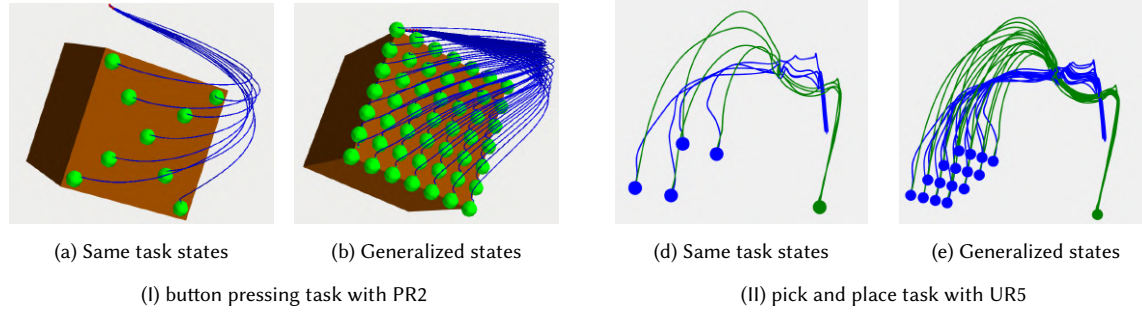 (a) Same task states
(b) Generalized states
(d) Same task states
(e) Generalized states
(I) button pressing task with PR2
(II) pick and place task with UR5